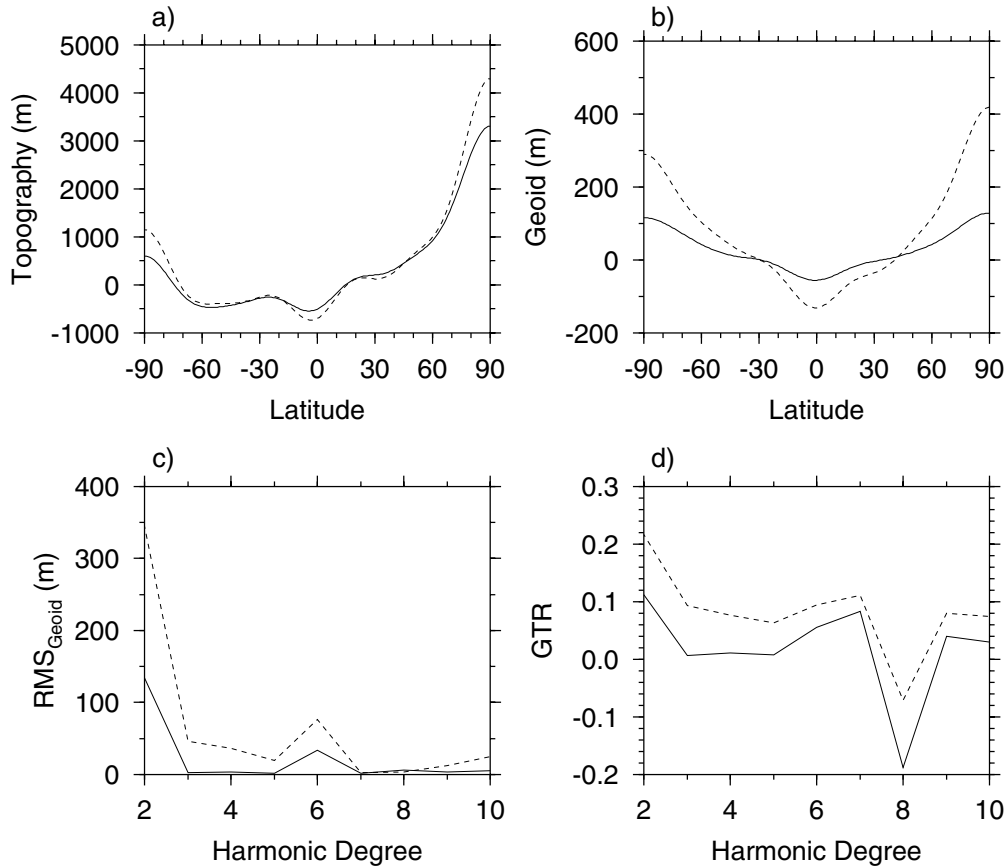 a)
5000
4000
3000
2000
1000
0
-1000
Topography (m)
-90 -60 -30 0 30 60 90
Latitude
b)
600
400
200
0
-200
Geoid (m)
-90 -60 -30 0 30 60 90
Latitude
c)
400
300
200
100
0
RMSGeoid (m)
2 4 6 8 10
Harmonic Degree
d)
0.3
0.2
0.1
0.0
-0.1
-0.2
GTR
2 4 6 8 10
Harmonic Degree